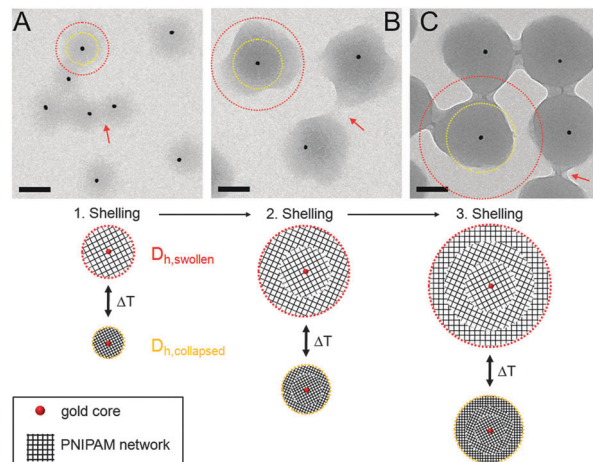 A
B
C
1. Shelling
2. Shelling
3. Shelling
Dh,swollen
ΔT
Dh,collapsed
ΔT
ΔT
gold core
PNIPAM network